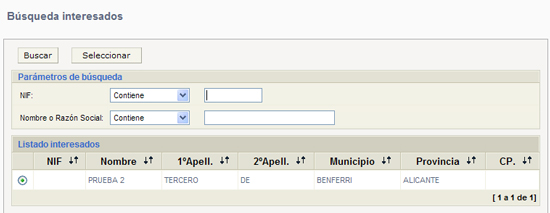 Búsqueda interesados
Buscar Seleccionar
Parámetros de búsqueda
NIF: Contiene
Nombre o Razón Social: Contiene
Listado interesados
NIF Nombre 1ºApell. 2ºApell. Municipio Provincia CP.
PRUEBA 2 TERCERO DE BENFERRI ALICANTE
[ 1 a 1 de 1]